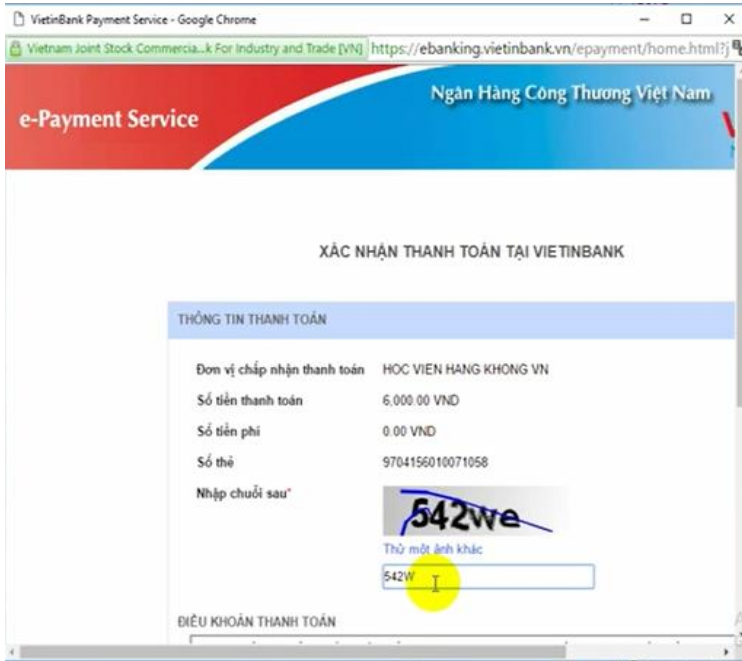 VietinBank Payment Service - Google Chrome
Vietnam Joint Stock Commercia...k For Industry and Trade [VN] https://ebanking.vietinbank.vn/epayment/home.html?j
e-Payment Service
Ngân Hàng Công Thương Việt Nam
XÁC NHẬN THANH TOÁN TẠI VIETINBANK
THÔNG TIN THANH TOÁN
Đơn vị chấp nhận thanh toán HOC VIEN HANG KHONG VN
Số tiền thanh toán 6,000.00 VND
Số tiền phí 0.00 VND
Số thẻ 9704156010071058
Nhập chuỗi sau*
542we
Thử một ảnh khác
542W
ĐIỀU KHOẢN THANH TOÁN